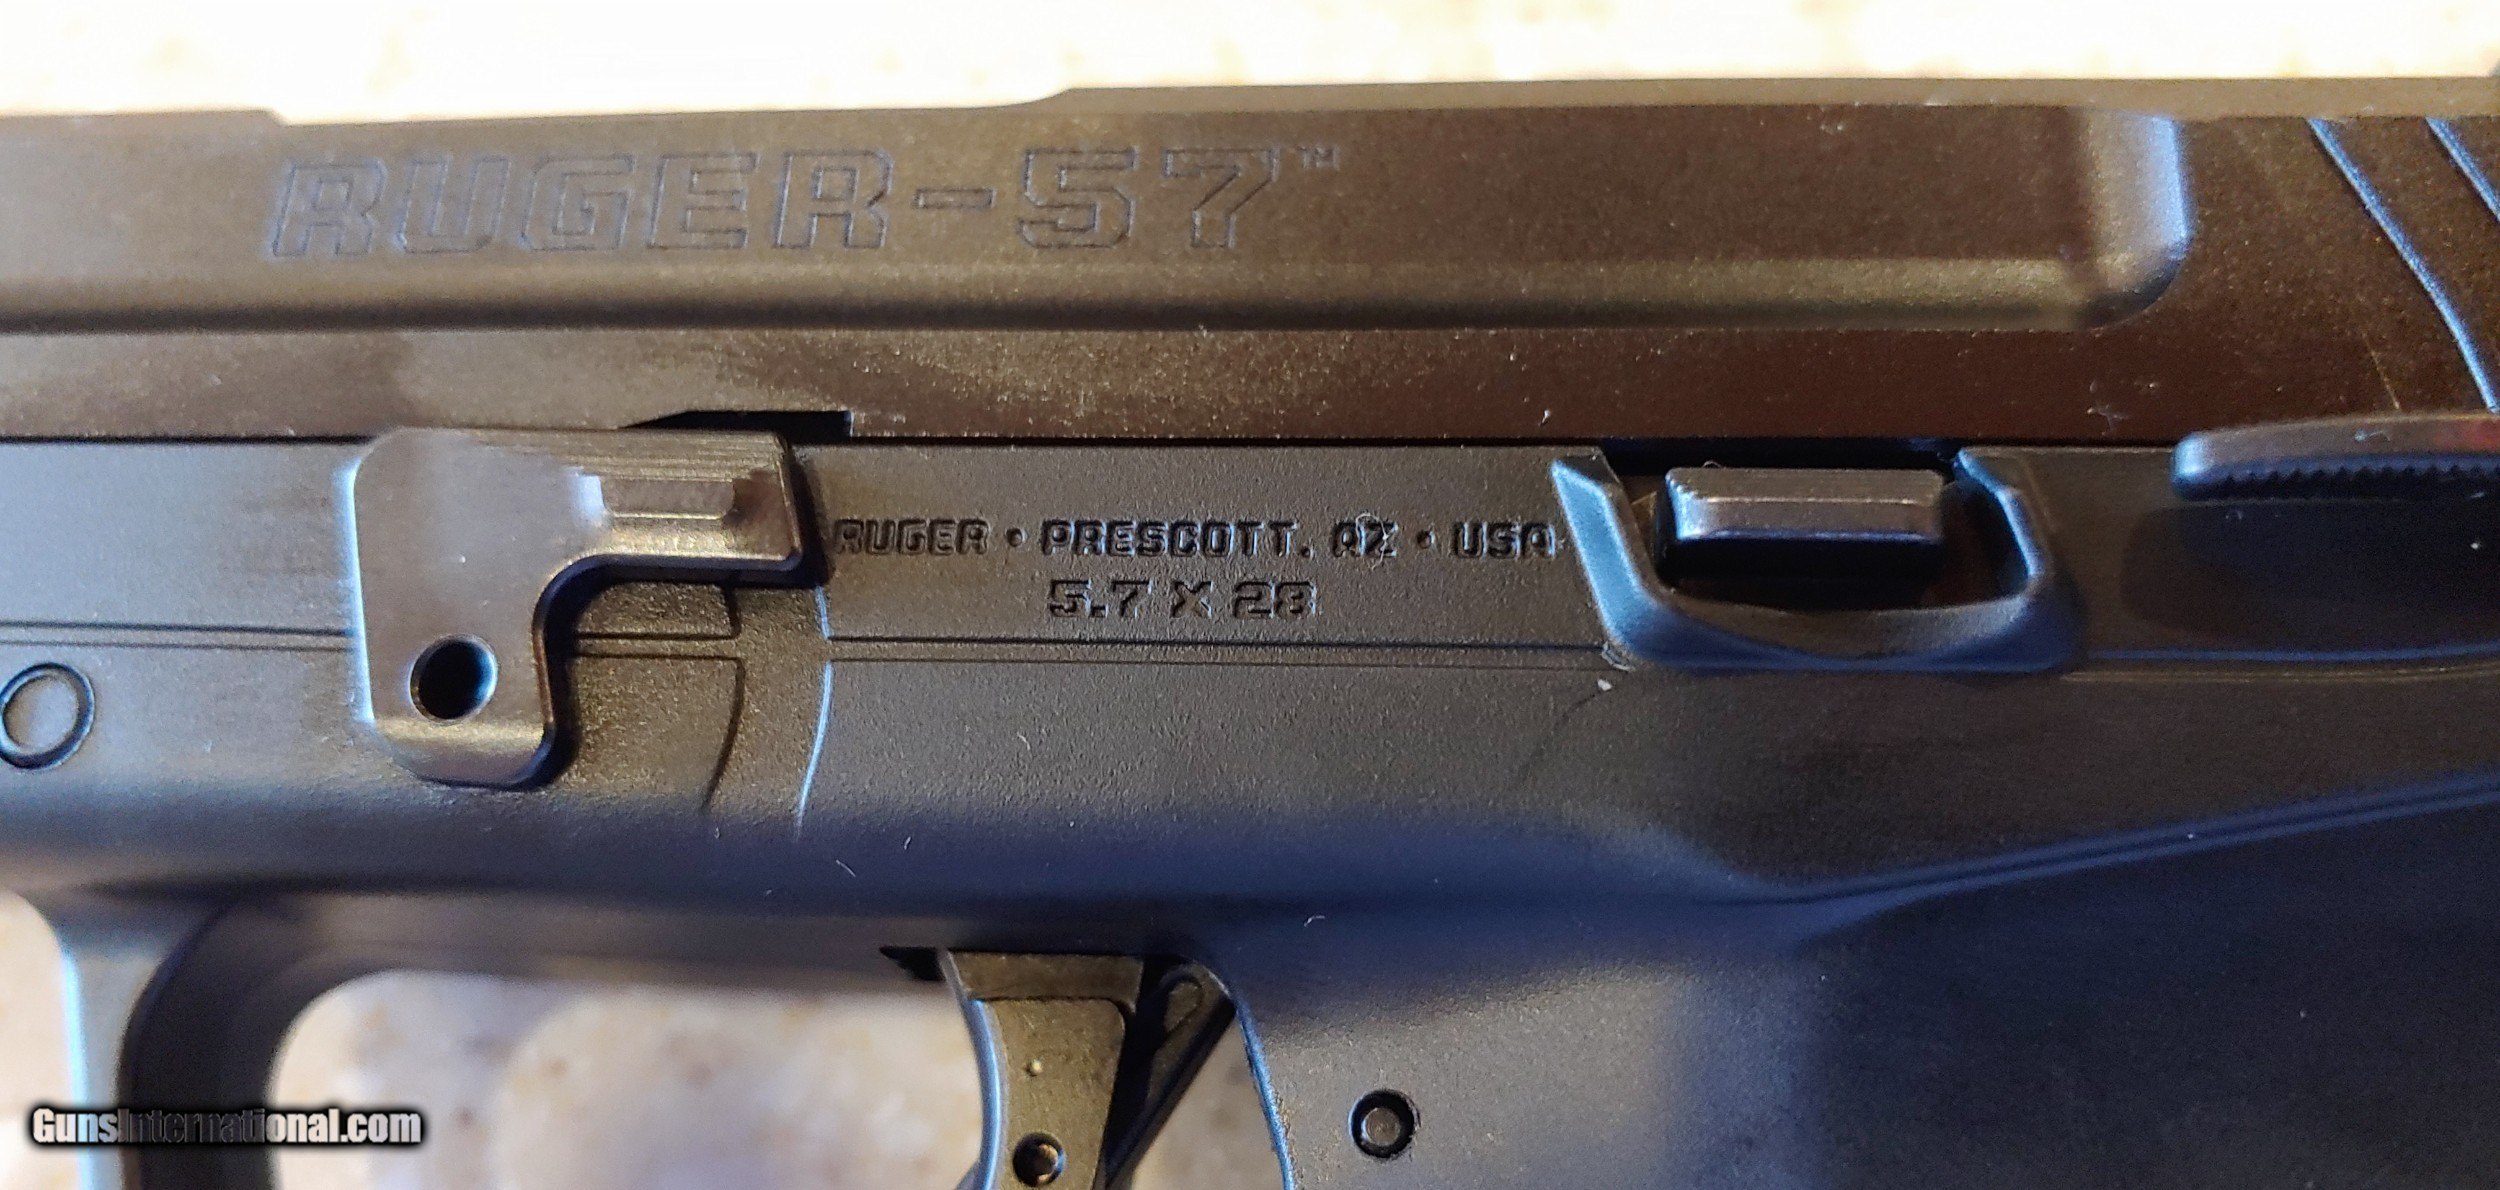 RUGER-57™
RUGER • PRESCOTT, AZ • USA
5.7 X 28
GunsInternational.com